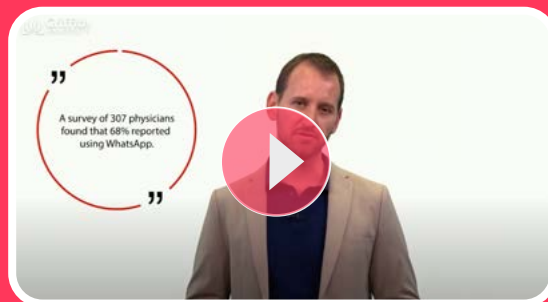 A survey of 307 physicians
found that 68% reported
using WhatsApp.